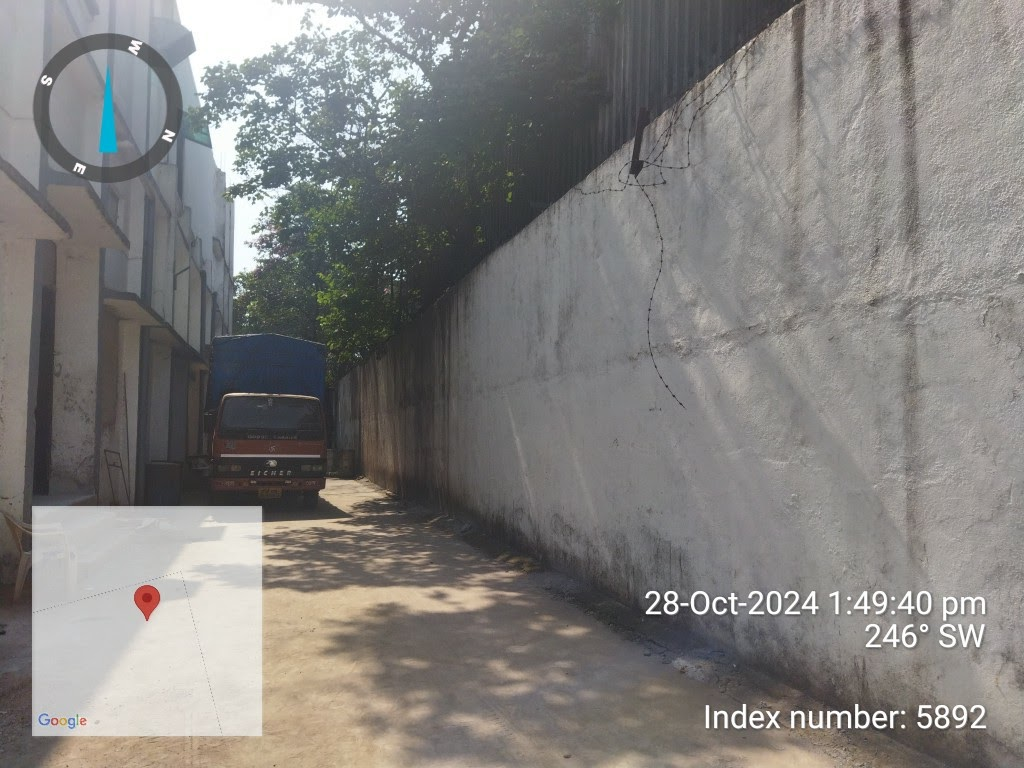 W
S
N
E
EICHER
28-Oct-2024 1:49:40 pm
246° SW
Index number: 5892
Google